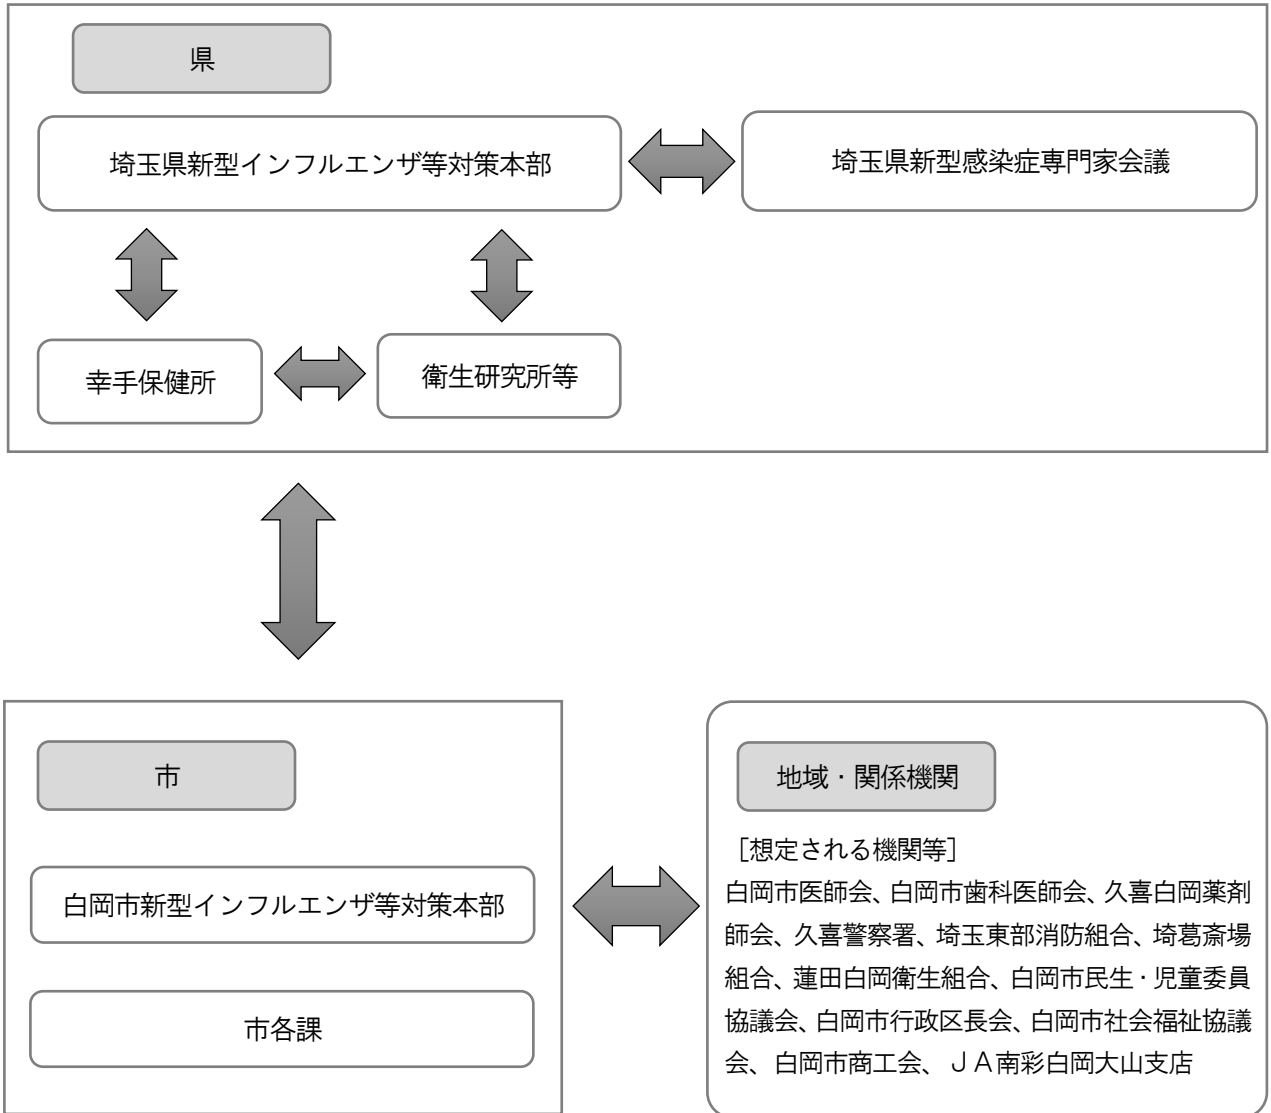 県
埼玉県新型インフルエンザ等対策本部
埼玉県新型感染症専門家会議
幸手保健所
衛生研究所等
市
白岡市新型インフルエンザ等対策本部
市各課
地域・関係機関
［想定される機関等］
白岡市医師会、白岡市歯科医師会、久喜白岡薬剤
師会、久喜警察署、埼玉東部消防組合、埼葛斎場
組合、蓮田白岡衛生組合、白岡市民生・児童委員
協議会、白岡市行政区長会、白岡市社会福祉協議
会、白岡市商工会、ＪＡ南彩白岡大山支店